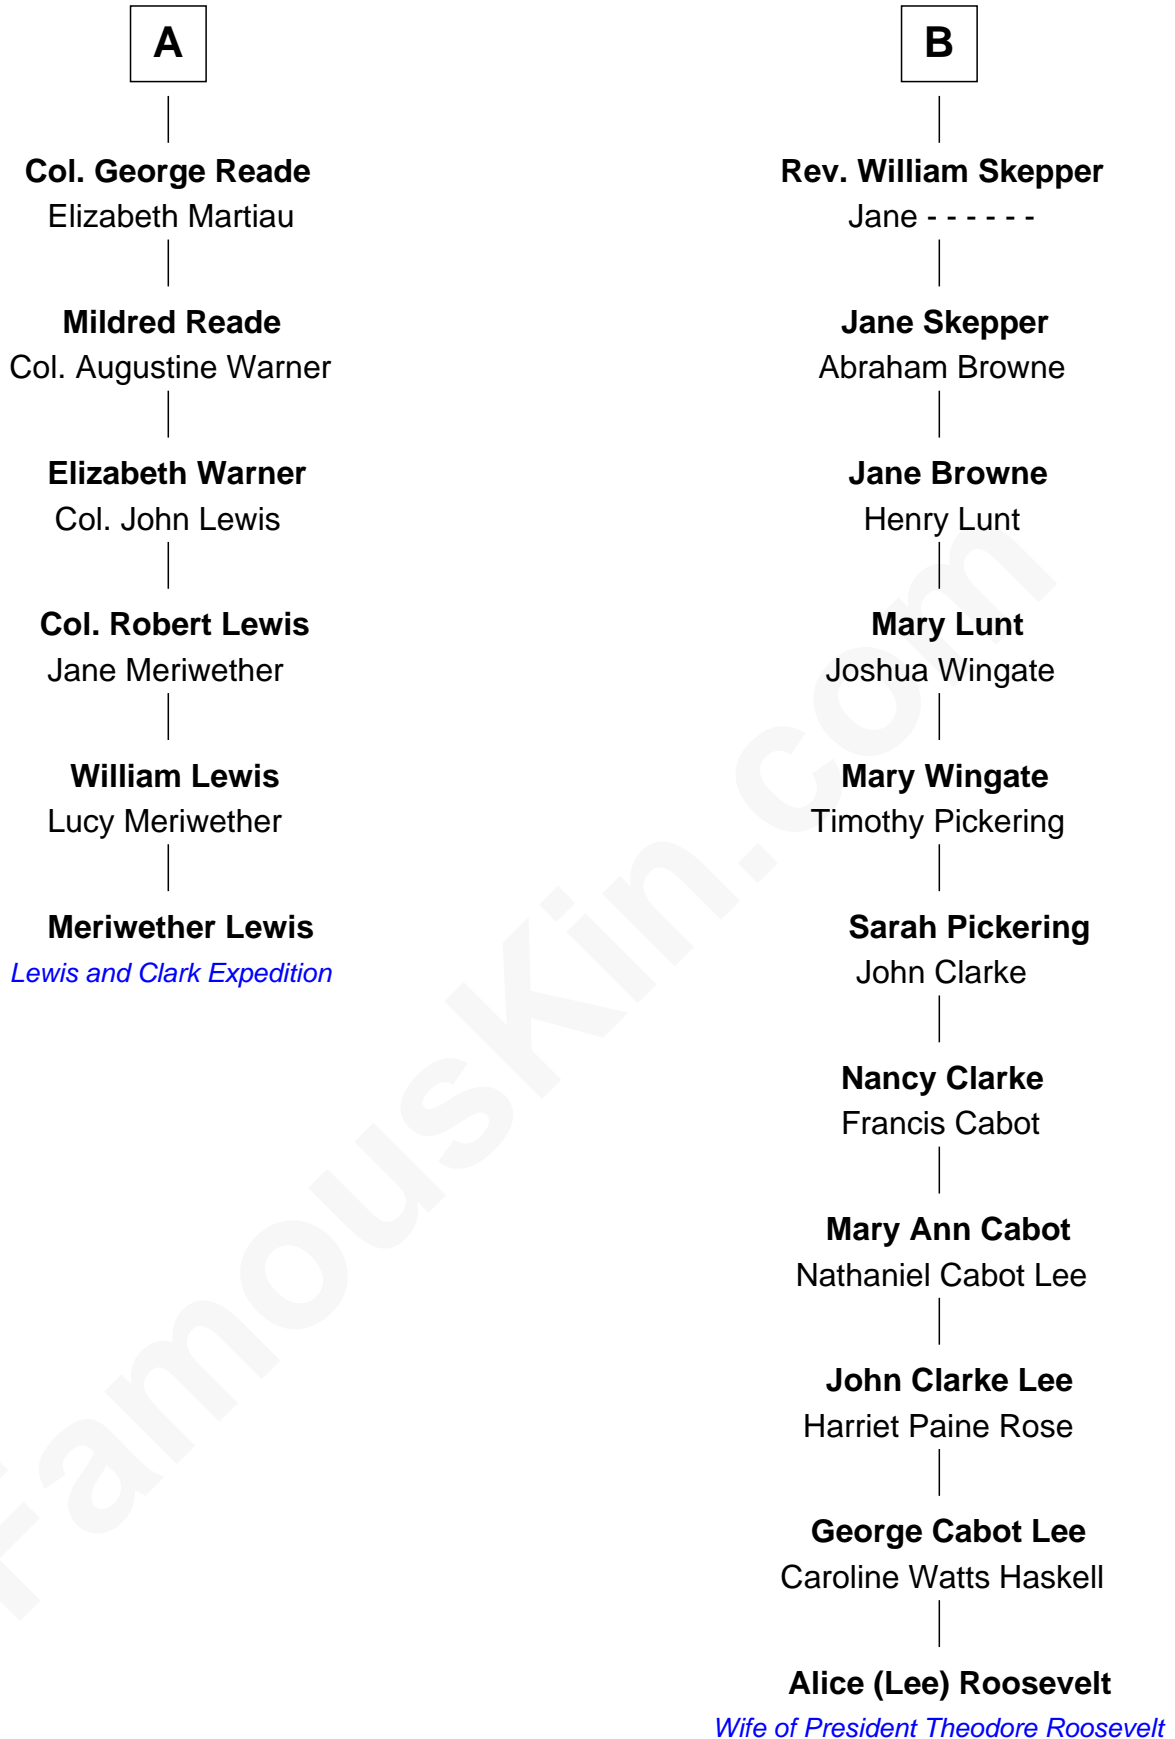 A
Col. George Reade
Elizabeth Martiau
Mildred Reade
Col. Augustine Warner
Elizabeth Warner
Col. John Lewis
Col. Robert Lewis
Jane Meriwether
William Lewis
Lucy Meriwether
Meriwether Lewis
Lewis and Clark Expedition
B
Rev. William Skepper
Jane - - - - - -
Jane Skepper
Abraham Browne
Jane Browne
Henry Lunt
Mary Lunt
Joshua Wingate
Mary Wingate
Timothy Pickering
Sarah Pickering
John Clarke
Nancy Clarke
Francis Cabot
Mary Ann Cabot
Nathaniel Cabot Lee
John Clarke Lee
Harriet Paine Rose
George Cabot Lee
Caroline Watts Haskell
Alice (Lee) Roosevelt
Wife of President Theodore Roosevelt
FamousKin.com